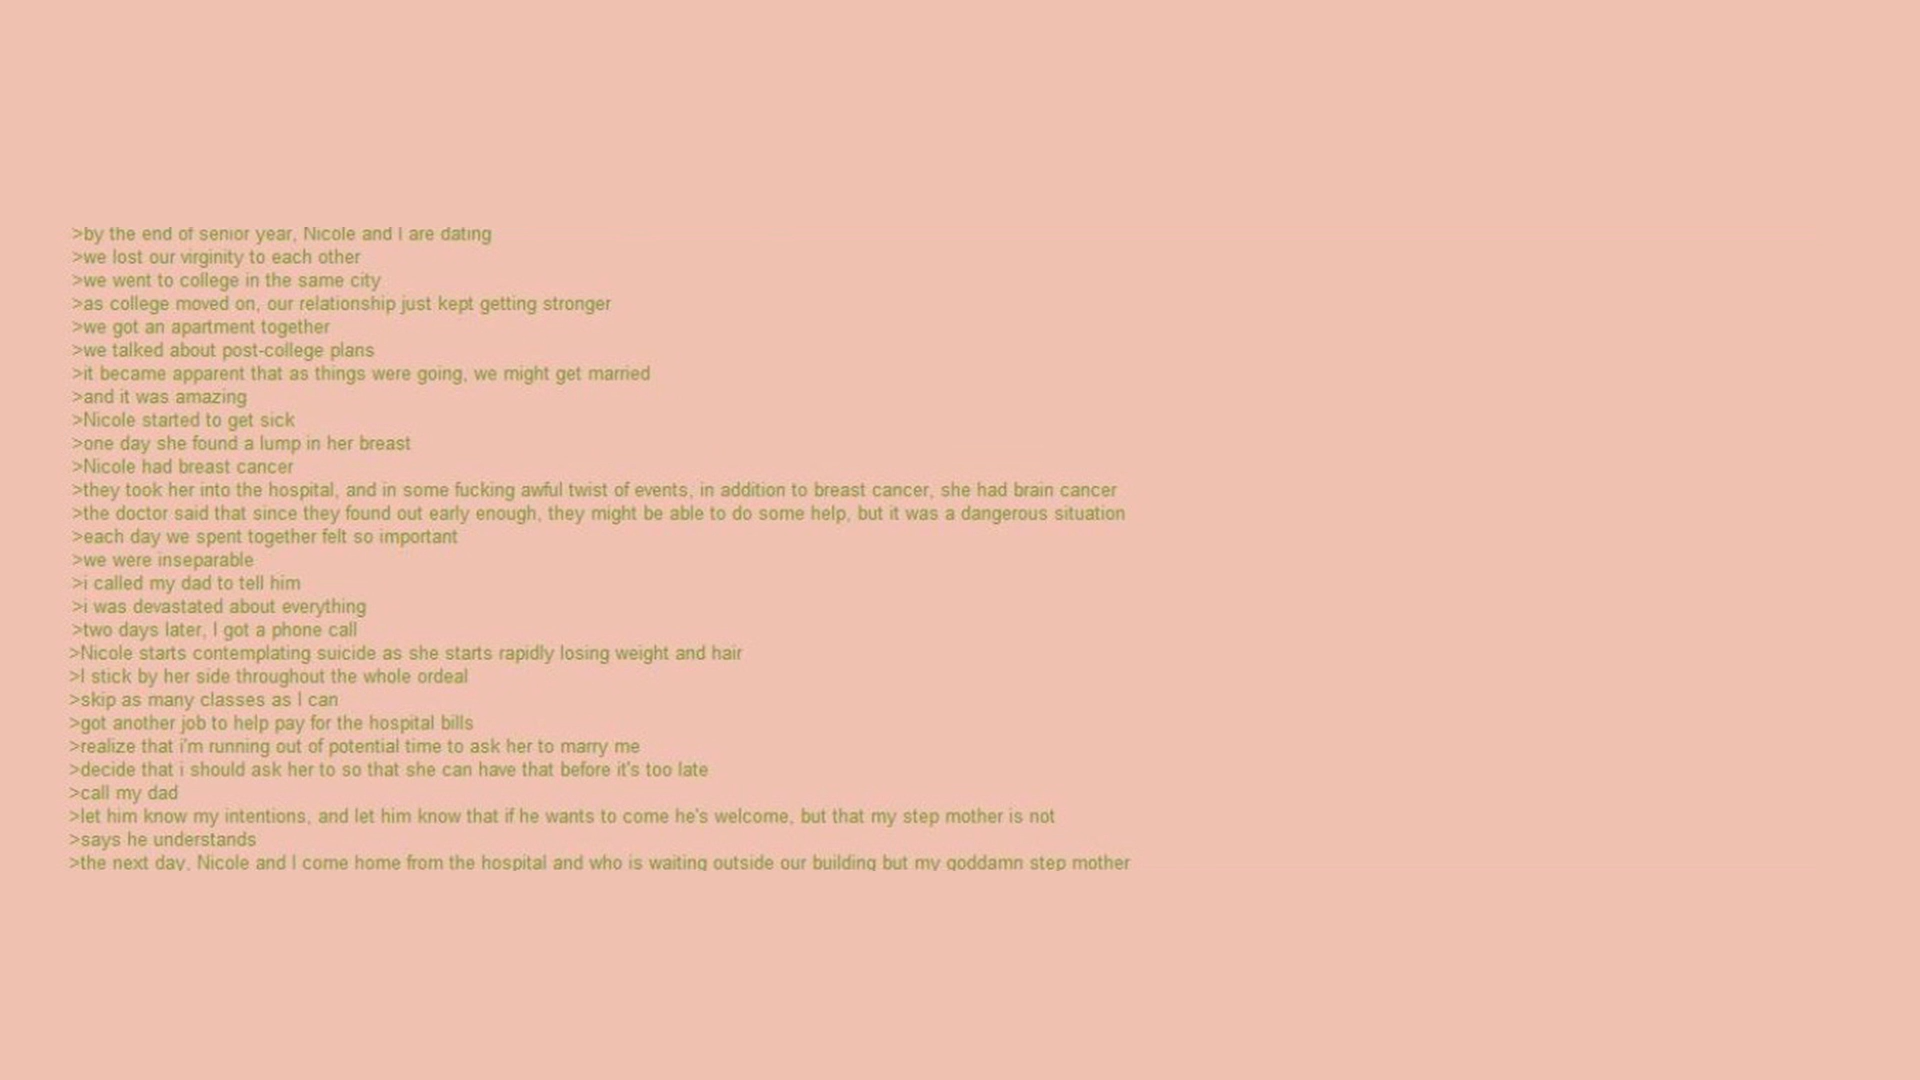 >by the end of senior year, Nicole and I are dating
>we lost our virginity to each other
>we went to college in the same city
>as college moved on, our relationship just kept getting stronger
>we got an apartment together
>we talked about post-college plans
>it became apparent that as things were going, we might get married
>and it was amazing
>Nicole started to get sick
>one day she found a lump in her breast
>Nicole had breast cancer
>they took her into the hospital, and in some fucking awful twist of events, in addition to breast cancer, she had brain cancer
>the doctor said that since they found out early enough, they might be able to do some help, but it was a dangerous situation
>each day we spent together felt so important
>we were inseparable
>i called my dad to tell him
>i was devastated about everything
>two days later, I got a phone call
>Nicole starts contemplating suicide as she starts rapidly losing weight and hair
>I stick by her side throughout the whole ordeal
>skip as many classes as I can
>got another job to help pay for the hospital bills
>realize that i'm running out of potential time to ask her to marry me
>decide that i should ask her to so that she can have that before it's too late
>call my dad
>let him know my intentions, and let him know that if he wants to come he's welcome, but that my step mother is not
>says he understands
>the next day, Nicole and I come home from the hospital and who is waiting outside our building but my goddamn step mother